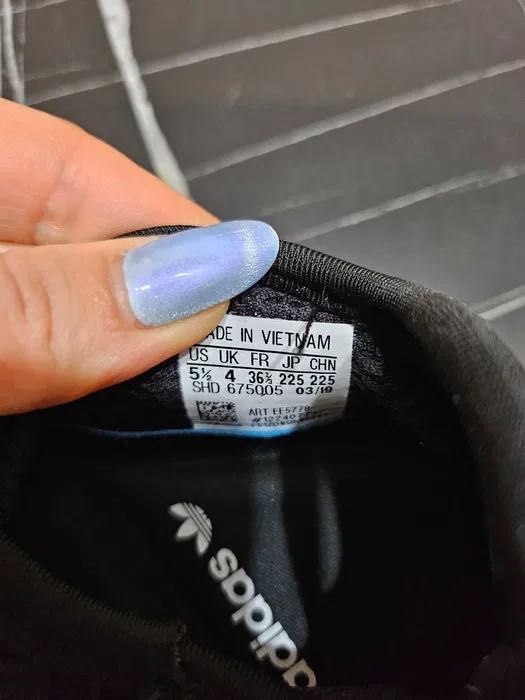 ADE IN VIETNAM
US UK FR JP CHN
5½ 4 36⅔ 225 225
SHD 675005 03/19
ART EE5778
adidas